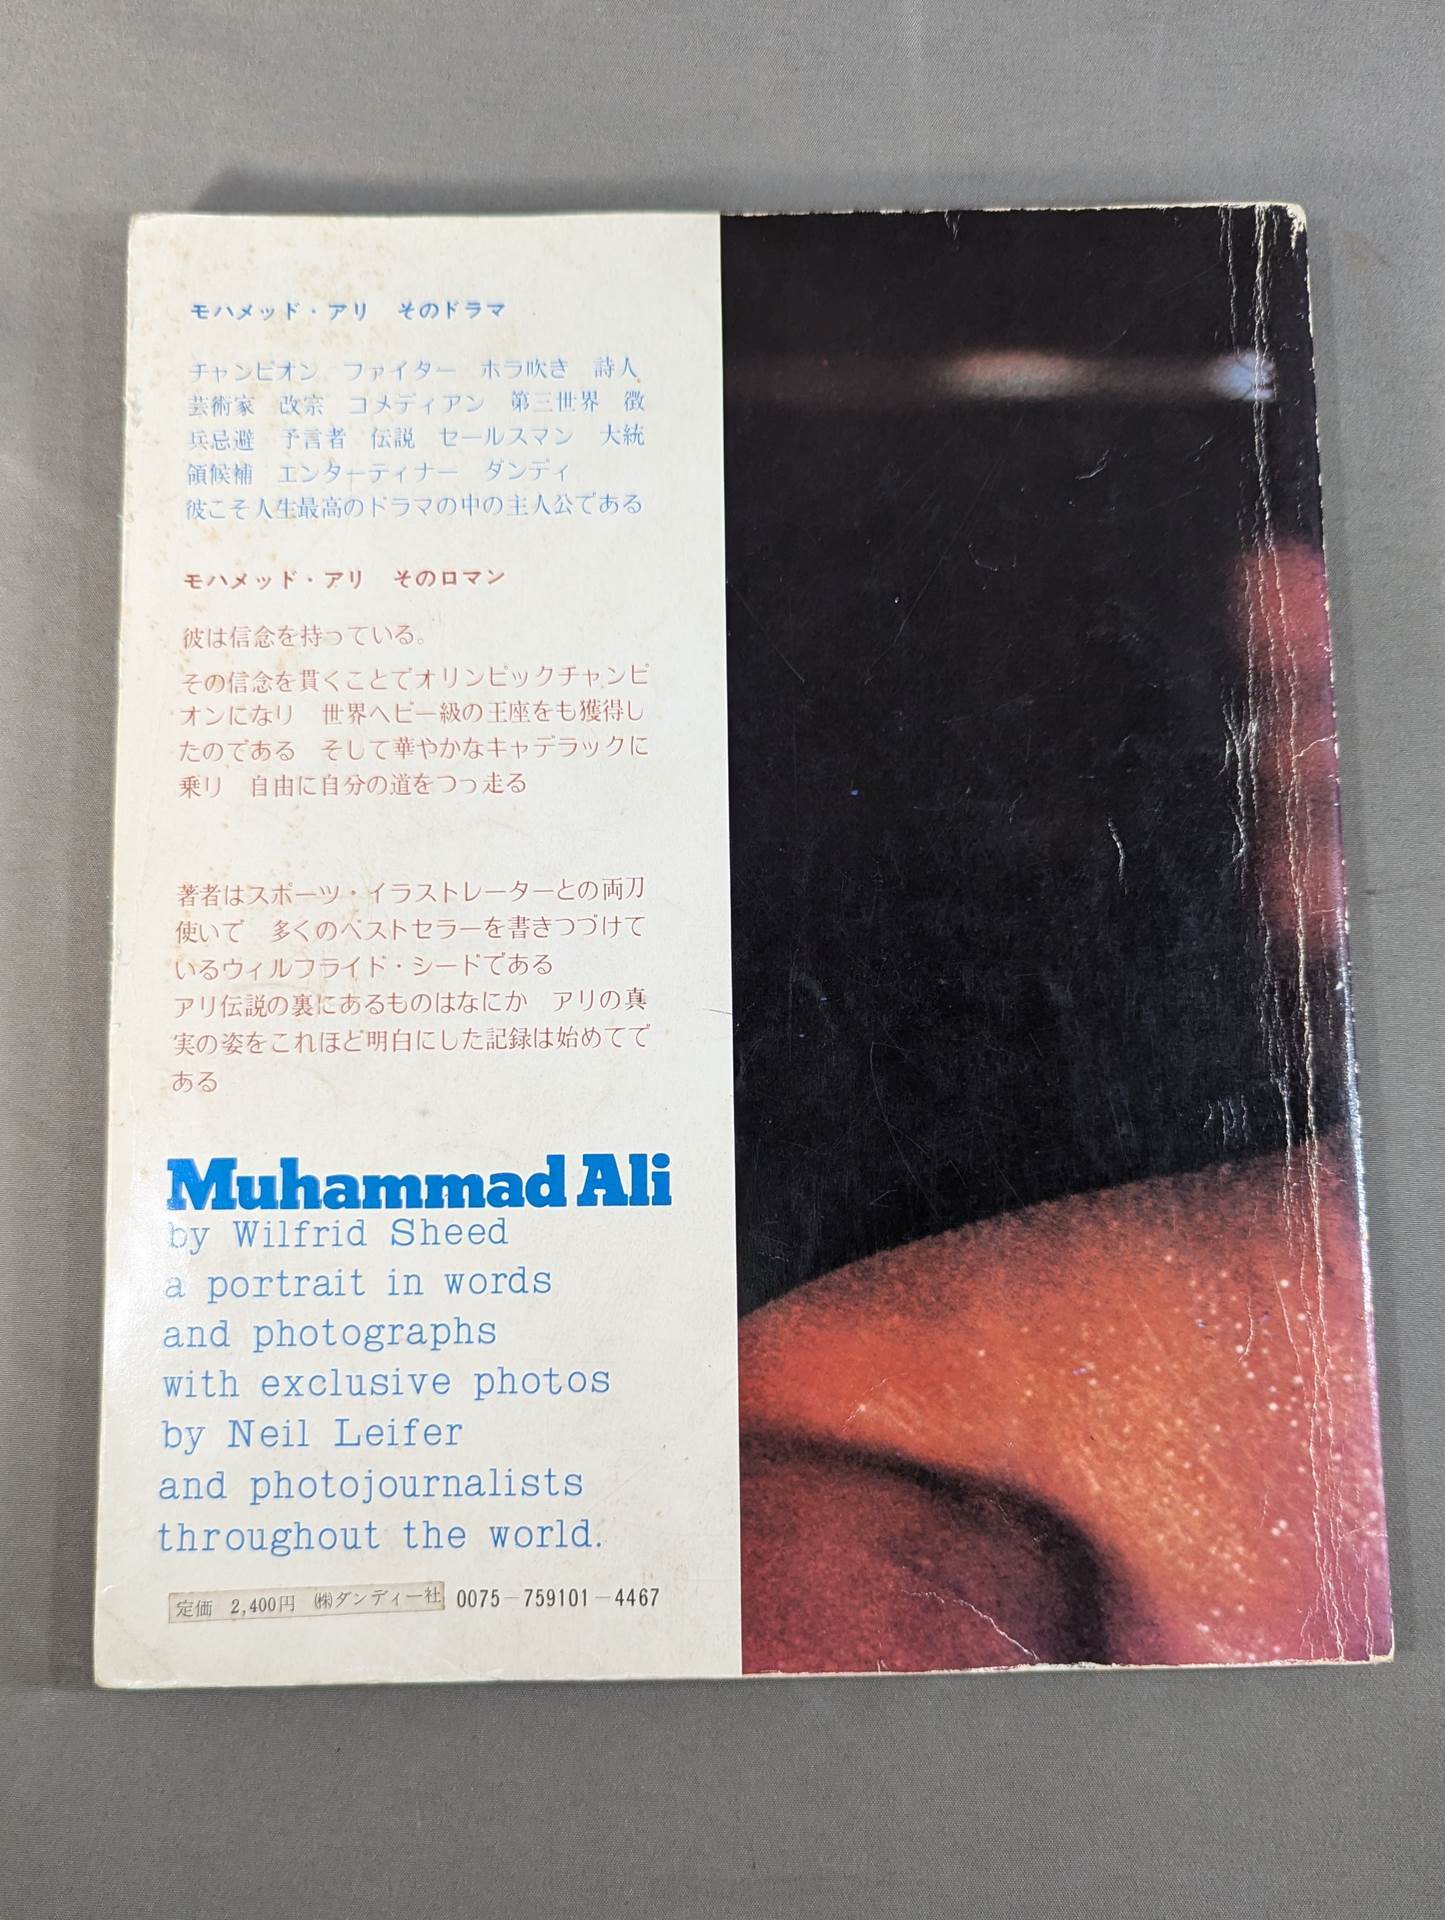 モハメッド・アリ　そのドラマ
チャンピオン　ファイター　ホラ吹き　詩人
芸術家　改宗　コメディアン　第三世界　徴
兵忌避　予言者　伝説　セールスマン　大統
領候補　エンターティナー　ダンディ
彼こそ人生最高のドラマの中の主人公である
モハメッド・アリ　そのロマン
彼は信念を持っている。
その信念を貫くことでオリンピックチャンピ
オンになり　世界ヘビー級の王座をも獲得し
たのである　そして華やかなキャデラックに
乗り　自由に自分の道をつっ走る
著者はスポーツ・イラストレーターとの両刀
使いで　多くのベストセラーを書きつづけて
いるウィルフライド・シードである
アリ伝説の裏にあるものはなにか　アリの真
実の姿をこれほど明白にした記録は始めてで
ある
Muhammad Ali
by Wilfrid Sheed
a portrait in words
and photographs
with exclusive photos
by Neil Leifer
and photojournalists
throughout the world.
定価　2,400円　㈱ダンディー社　0075-759101-4467